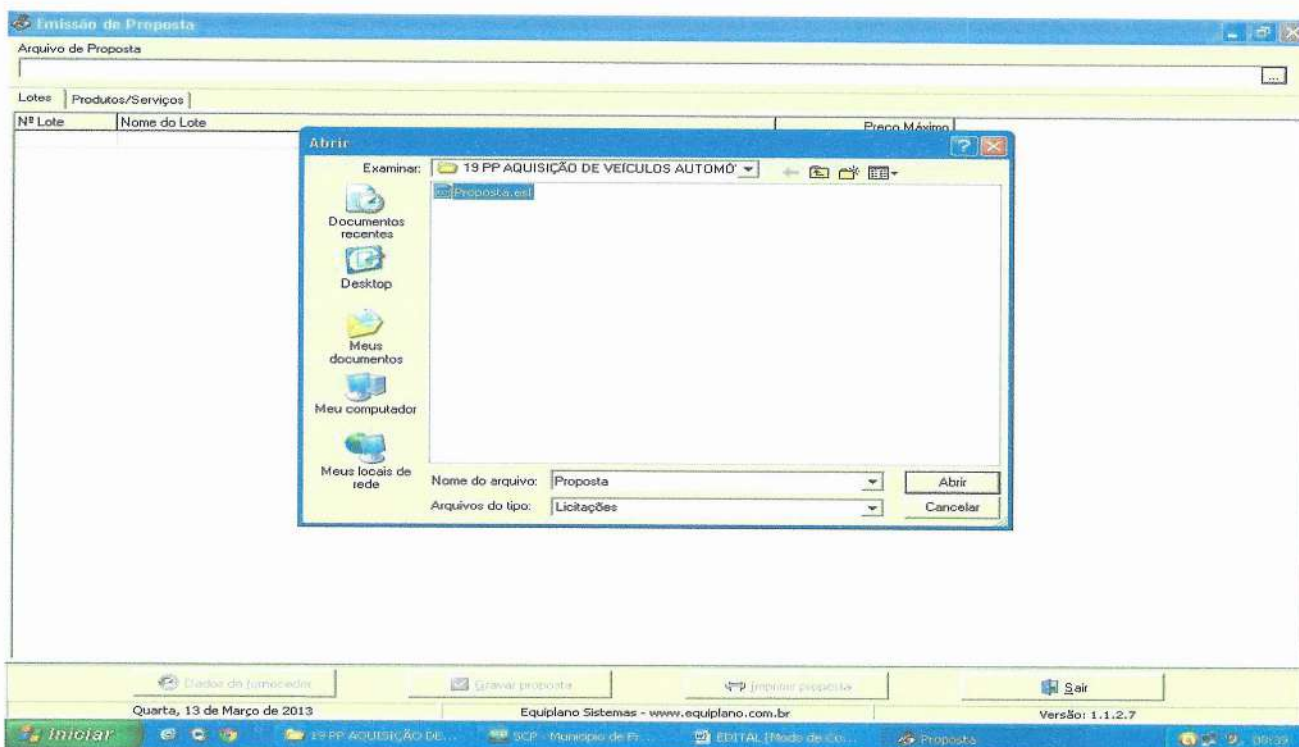 Emissão de Proposta
Arquivo de Proposta
...
Lotes Produtos/Serviços
Nº Lote Nome do Lote Preço Máximo
Abrir
Examinar: 19 PP AQUISIÇÃO DE VEÍCULOS AUTOMÓ
Proposta.esl
Documentos recentes
Desktop
Meus documentos
Meu computador
Meus locais de rede
Nome do arquivo: Proposta Abrir
Arquivos do tipo: Licitações Cancelar
Dados do fornecedor Gravar proposta Imprimir proposta Sair
Quarta, 13 de Março de 2013 Equiplano Sistemas - www.equiplano.com.br Versão: 1.1.2.7
Iniciar 19 PP AQUISIÇÃO DE... SCP - Município de Fr... EDITAL [Modo de Co... Proposta 09:39